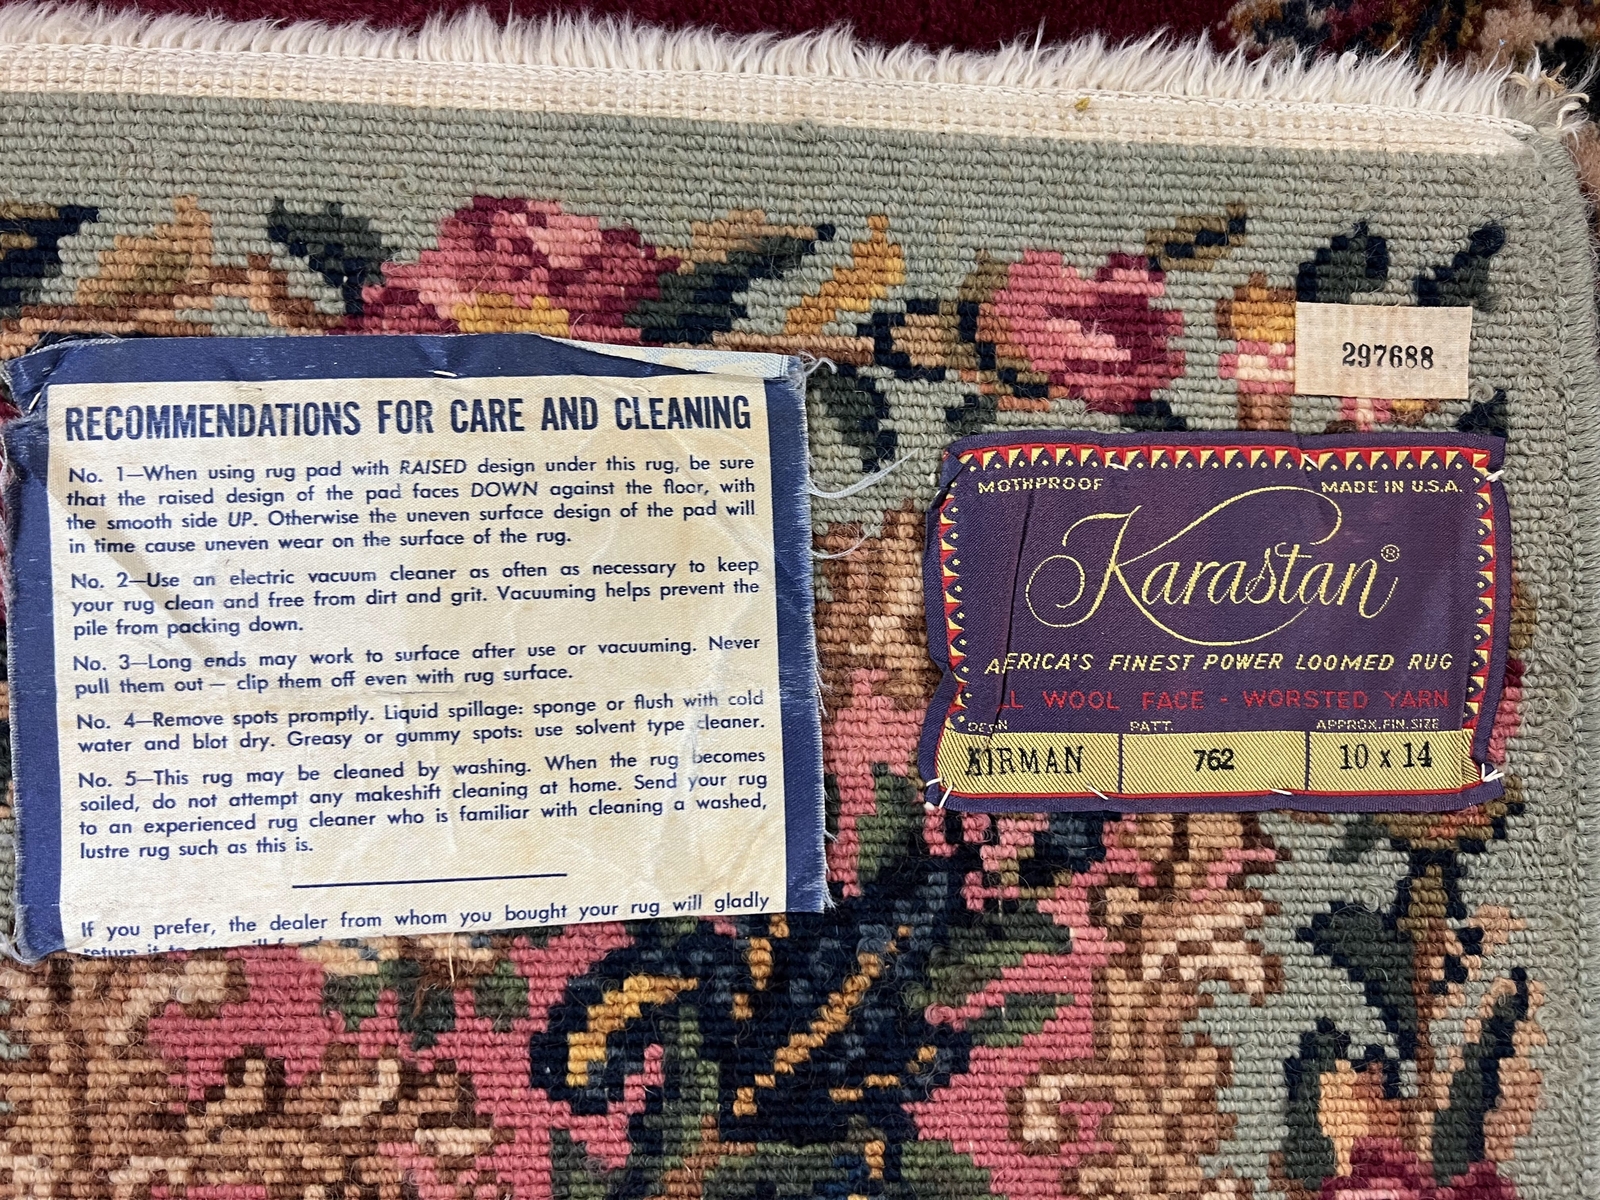 RECOMMENDATIONS FOR CARE AND CLEANING
No. 1—When using rug pad with RAISED design under this rug, be sure
that the raised design of the pad faces DOWN against the floor, with
the smooth side UP. Otherwise the uneven surface design of the pad will
in time cause uneven wear on the surface of the rug.
No. 2—Use an electric vacuum cleaner as often as necessary to keep
your rug clean and free from dirt and grit. Vacuuming helps prevent the
pile from packing down.
No. 3—Long ends may work to surface after use or vacuuming. Never
pull them out — clip them off even with rug surface.
No. 4—Remove spots promptly. Liquid spillage: sponge or flush with cold
water and blot dry. Greasy or gummy spots: use solvent type cleaner.
No. 5—This rug may be cleaned by washing. When the rug becomes
soiled, do not attempt any makeshift cleaning at home. Send your rug
to an experienced rug cleaner who is familiar with cleaning a washed,
lustre rug such as this is.
If you prefer, the dealer from whom you bought your rug will gladly
return it to
297688
MOTHPROOF MADE IN U.S.A.
Karastan®
AERICA'S FINEST POWER LOOMED RUG
LL WOOL FACE - WORSTED YARN
PATT. APPROX.FIN.SIZE
KIRMAN 762 10 x 14